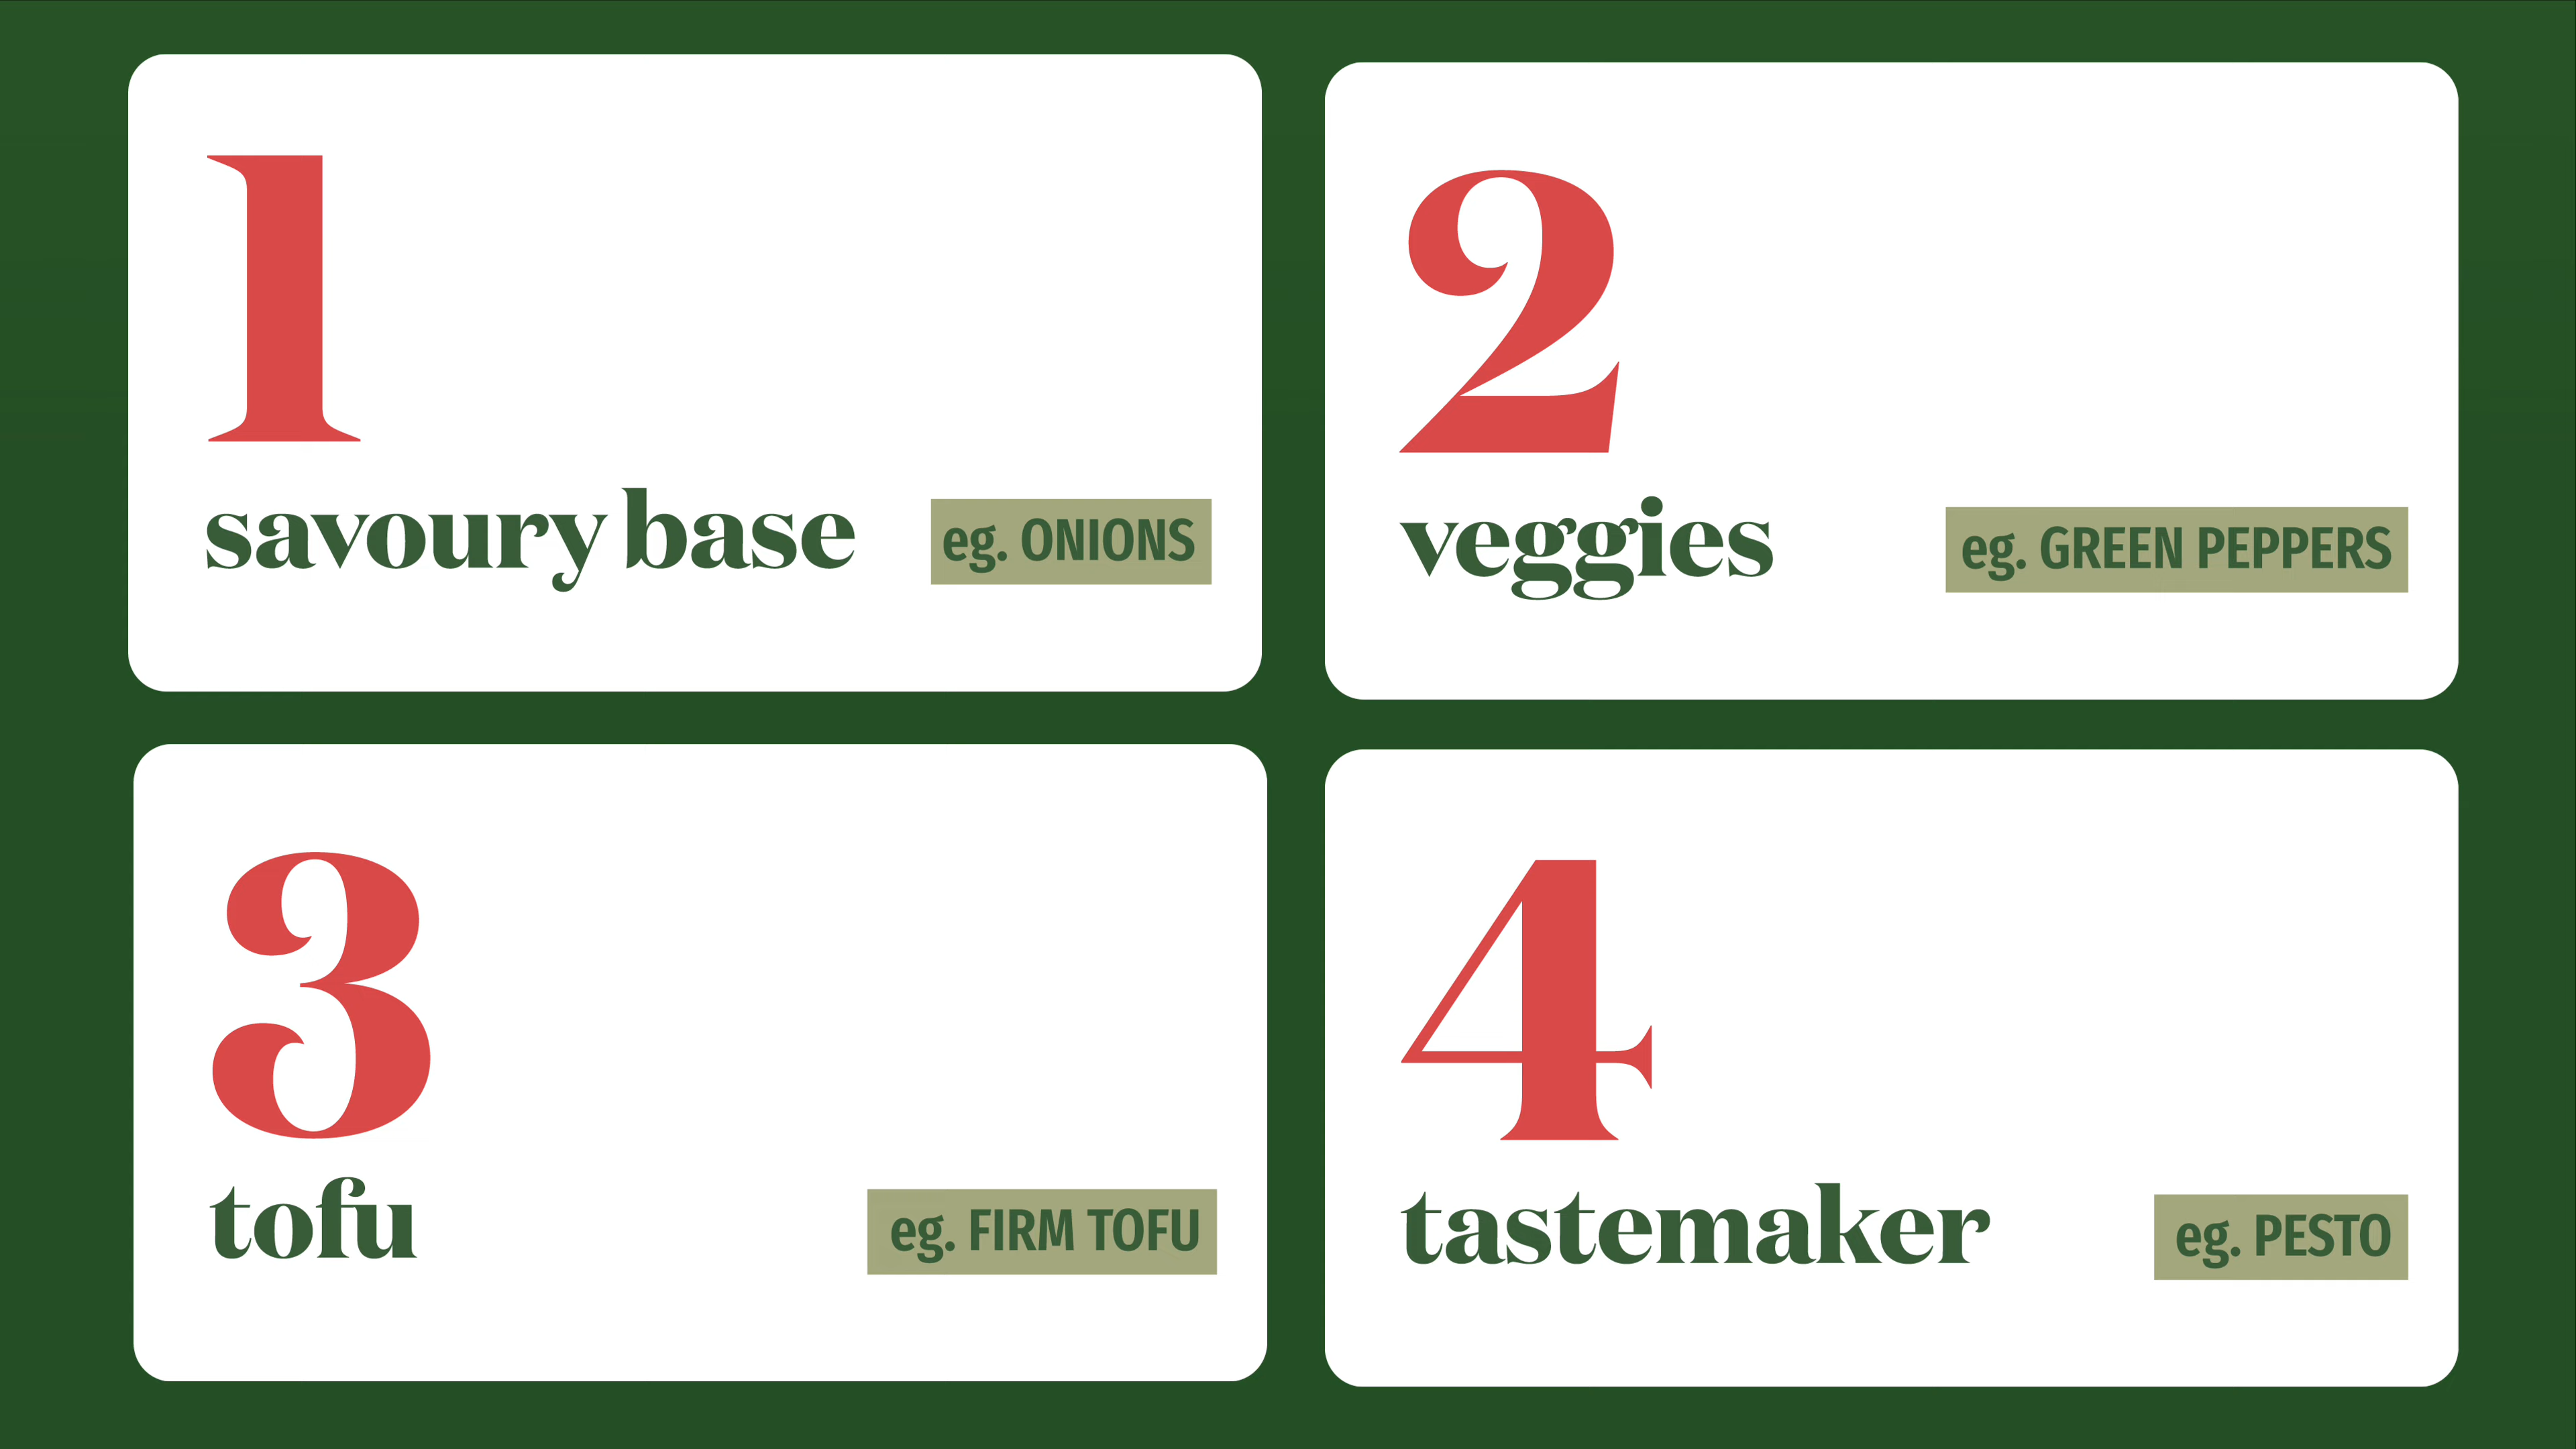 1
savoury base
eg. ONIONS
2
veggies
eg. GREEN PEPPERS
3
tofu
eg. FIRM TOFU
4
tastemaker
eg. PESTO